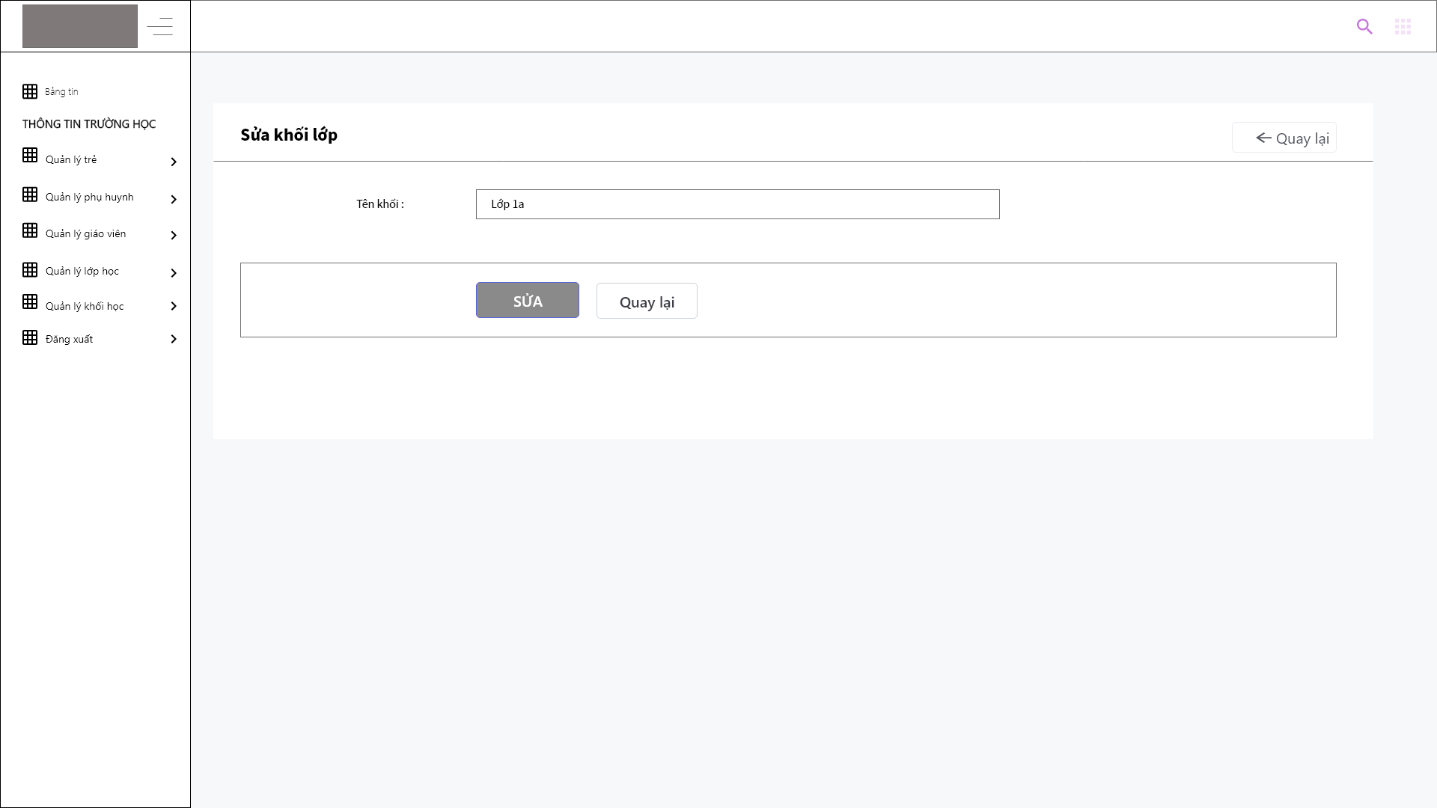 Bảng tin
THÔNG TIN TRƯỜNG HỌC
Quản lý trẻ
Quản lý phụ huynh
Quản lý giáo viên
Quản lý lớp học
Quản lý khối học
Đăng xuất
Sửa khối lớp
Quay lại
Tên khối :
Lớp 1a
SỬA
Quay lại